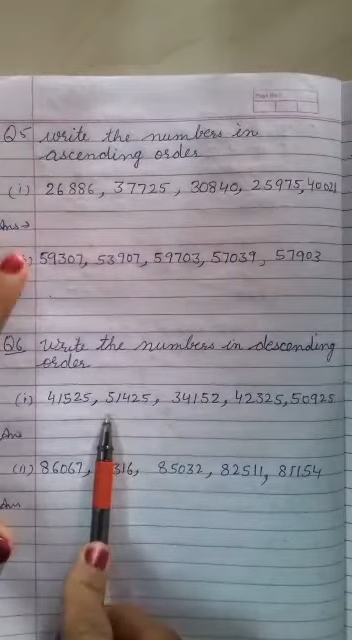 Page No.
Q5 write the numbers in
ascending order
(i) 26886, 37725, 30840, 25975, 40021
Ans→
59307, 53907, 59703, 57039, 57903
Q6 Write the numbers in descending
order
(i) 41525, 51425, 34152, 42325, 50925
Ans
(ii) 86067, 316, 85032, 82511, 81154
Ans